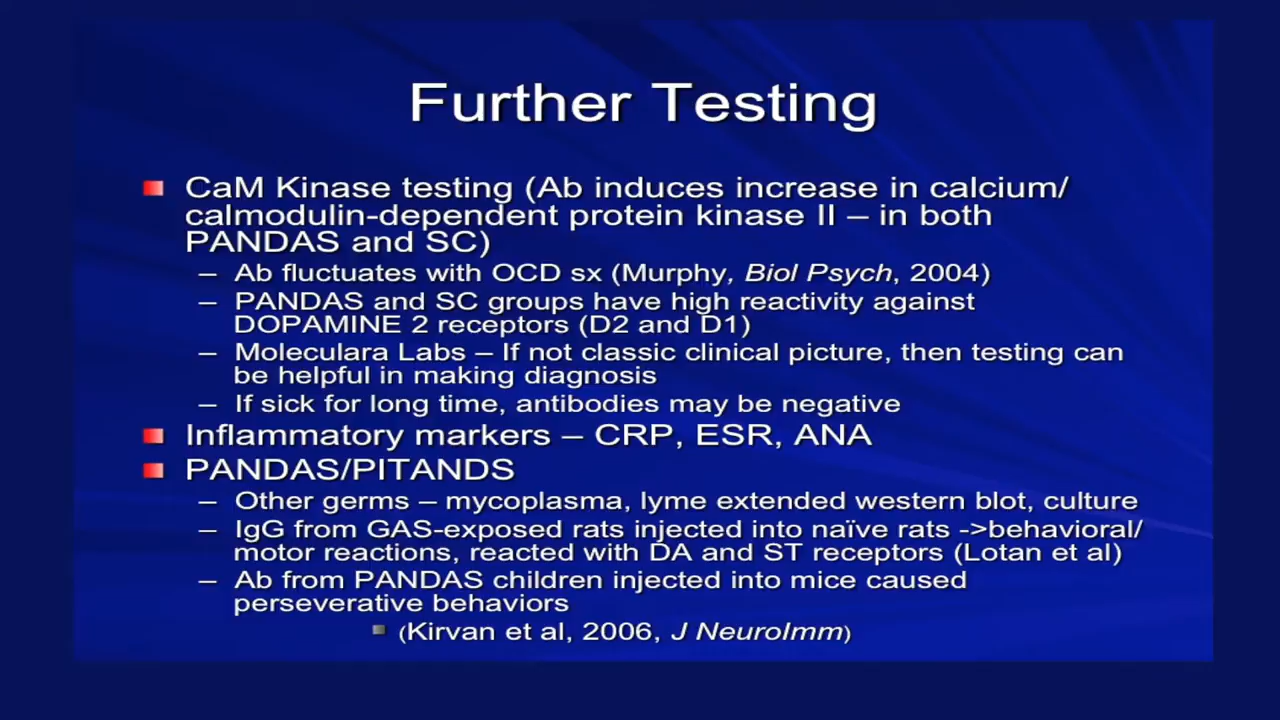 Further Testing
CaM Kinase testing (Ab induces increase in calcium/
calmodulin-dependent protein kinase II – in both
PANDAS and SC)
– Ab fluctuates with OCD sx (Murphy, Biol Psych, 2004)
– PANDAS and SC groups have high reactivity against
DOPAMINE 2 receptors (D2 and D1)
– Moleculara Labs – If not classic clinical picture, then testing can
be helpful in making diagnosis
– If sick for long time, antibodies may be negative
Inflammatory markers – CRP, ESR, ANA
PANDAS/PITANDS
– Other germs – mycoplasma, lyme extended western blot, culture
– IgG from GAS-exposed rats injected into naïve rats ->behavioral/
motor reactions, reacted with DA and ST receptors (Lotan et al)
– Ab from PANDAS children injected into mice caused
perseverative behaviors
(Kirvan et al, 2006, J NeuroImm)